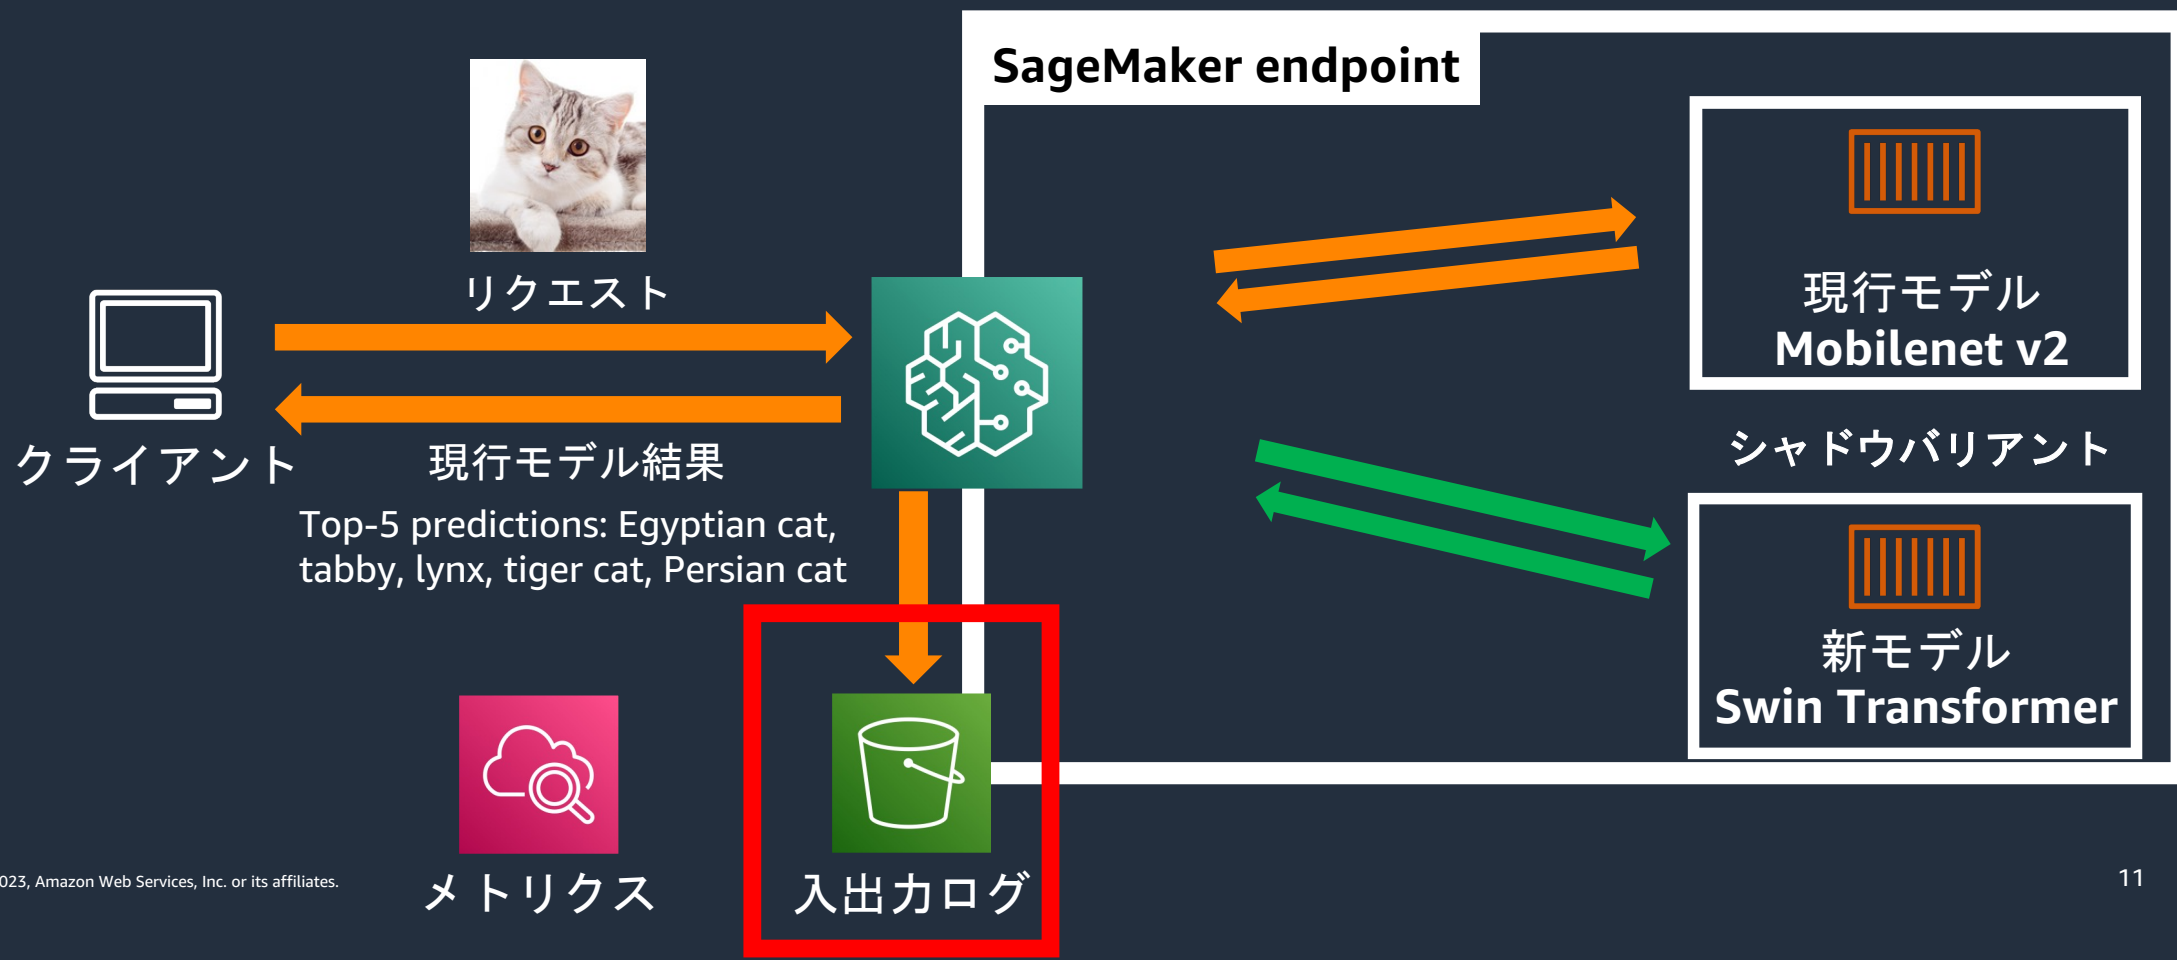 SageMaker endpoint
リクエスト
クライアント
現行モデル結果
Top-5 predictions: Egyptian cat,
tabby, lynx, tiger cat, Persian cat
現行モデル
Mobilenet v2
シャドウバリアント
新モデル
Swin Transformer
メトリクス
入出力ログ
023, Amazon Web Services, Inc. or its affiliates.
11